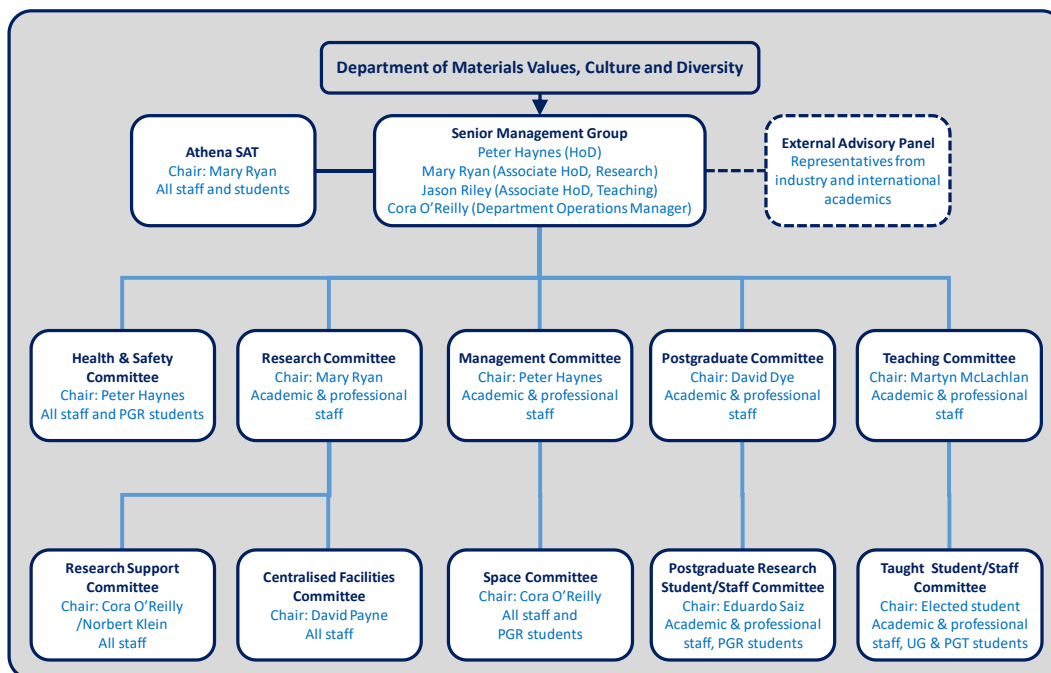 Department of Materials Values, Culture and Diversity
Athena SAT
Chair: Mary Ryan
All staff and students
Senior Management Group
Peter Haynes (HoD)
Mary Ryan (Associate HoD, Research)
Jason Riley (Associate HoD, Teaching)
Cora O'Reilly (Department Operations Manager)
External Advisory Panel
Representatives from
industry and international
academics
Health & Safety
Committee
Chair: Peter Haynes
All staff and PGR students
Research Committee
Chair: Mary Ryan
Academic & professional
staff
Management Committee
Chair: Peter Haynes
Academic & professional
staff
Postgraduate Committee
Chair: David Dye
Academic & professional
staff
Teaching Committee
Chair: Martyn McLachlan
Academic & professional
staff
Research Support
Committee
Chair: Cora O'Reilly
/Norbert Klein
All staff
Centralised Facilities
Committee
Chair: David Payne
All staff
Space Committee
Chair: Cora O'Reilly
All staff and
PGR students
Postgraduate Research
Student/Staff Committee
Chair: Eduardo Saiz
Academic & professional
staff, PGR students
Taught Student/Staff
Committee
Chair: Elected student
Academic & professional
staff, UG & PGT students